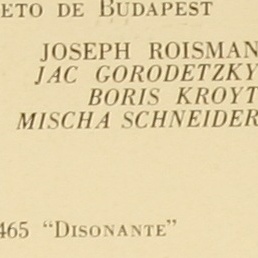 ETO DE BUDAPEST
JOSEPH ROISMAN
JAC GORODETZKY
BORIS KROYT
MISCHA SCHNEIDER
465 “DISONANTE”